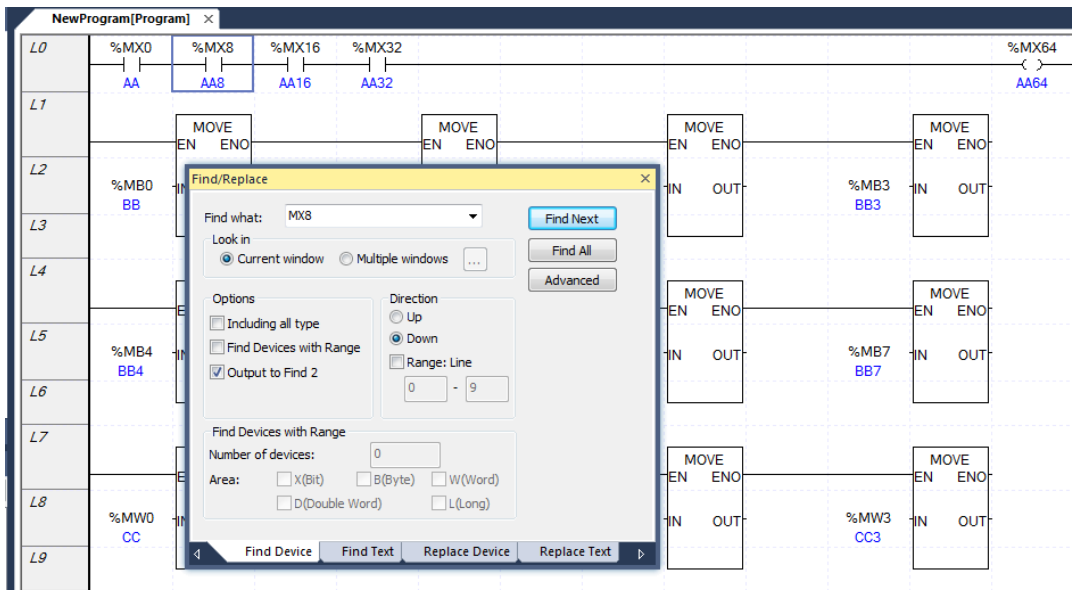 NewProgram[Program] ×
L0 %MX0 %MX8 %MX16 %MX32 %MX64
AA AA8 AA16 AA32 AA64
L1
MOVE MOVE MOVE MOVE
EN ENO EN ENO EN ENO EN ENO
L2
%MB0 IN OUT %MB3 IN OUT
BB BB3
L3
L4
MOVE MOVE
EN ENO EN ENO
L5
%MB4 IN OUT %MB7 IN OUT
BB4 BB7
L6
L7
MOVE MOVE
EN ENO EN ENO
L8
%MW0 IN OUT %MW3 IN OUT
CC CC3
L9
Find/Replace ×
Find what: MX8 Find Next
Look in Find All
Current window Multiple windows ... Advanced
Options Direction
Including all type Up
Find Devices with Range Down
Output to Find 2 Range: Line
0 - 9
Find Devices with Range
Number of devices: 0
Area: X(Bit) B(Byte) W(Word)
D(Double Word) L(Long)
Find Device Find Text Replace Device Replace Text